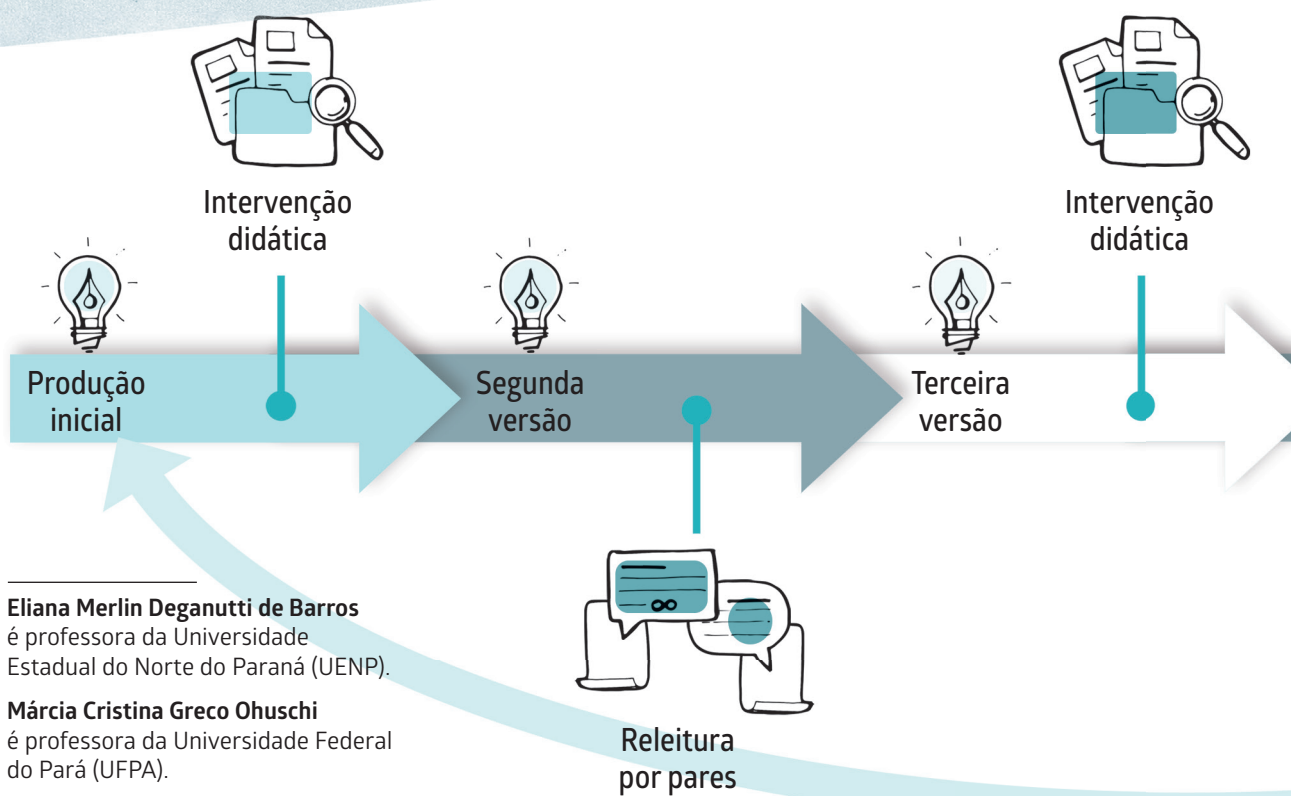 Intervenção
didática
Intervenção
didática
Produção
inicial
Segunda
versão
Terceira
versão
Eliana Merlin Deganutti de Barros
é professora da Universidade
Estadual do Norte do Paraná (UENP).
Márcia Cristina Greco Ohuschi
é professora da Universidade Federal
do Pará (UFPA).
Releitura
por pares